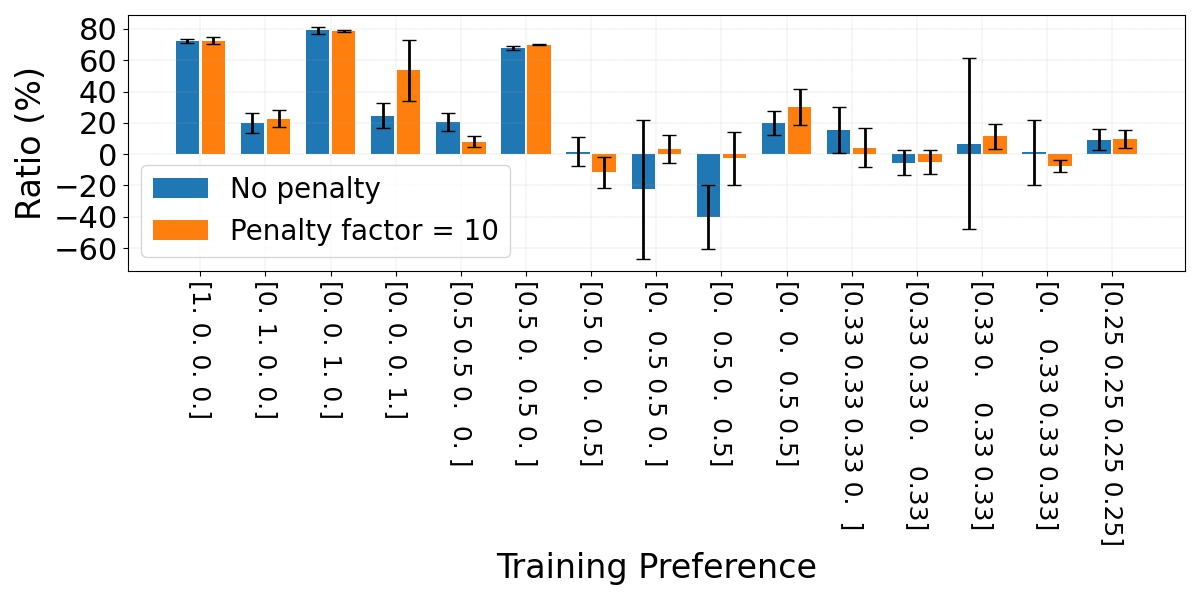 Ratio (%)
80
60
40
20
0
−20
−40
−60
No penalty
Penalty factor = 10
[1. 0. 0. 0.]
[0. 1. 0. 0.]
[0. 0. 1. 0.]
[0. 0. 0. 1.]
[0.5 0.5 0.  0. ]
[0.5 0.  0.5 0. ]
[0.5 0.  0.  0.5]
[0.  0.5 0.5 0. ]
[0.  0.5 0.  0.5]
[0.  0.  0.5 0.5]
[0.33 0.33 0.33 0.  ]
[0.33 0.33 0.   0.33]
[0.33 0.   0.33 0.33]
[0.   0.33 0.33 0.33]
[0.25 0.25 0.25 0.25]
Training Preference